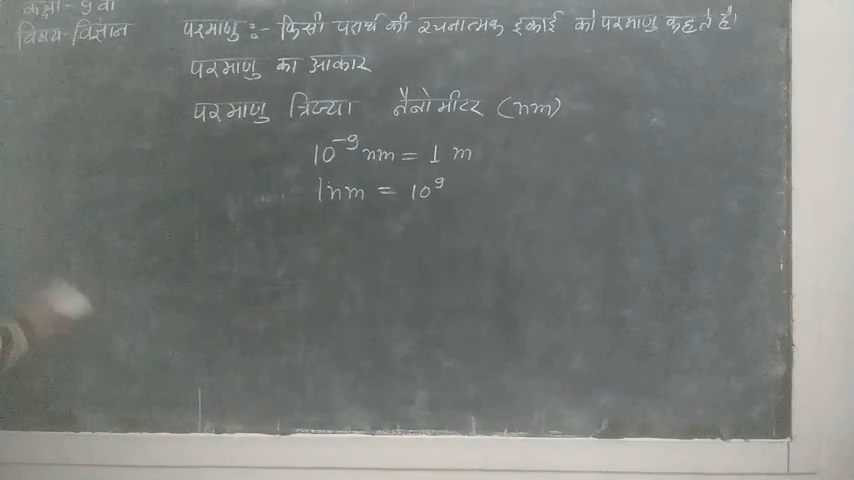 कक्षा-9वी
विषय-विज्ञान
परमाणु :- किसी पदार्थ की रचनात्मक इकाई को परमाणु कहते है।
परमाणु का आकार
परमाणु त्रिज्या नैनोमीटर (nm)
10⁻⁹ nm = 1 m
1nm = 10⁹